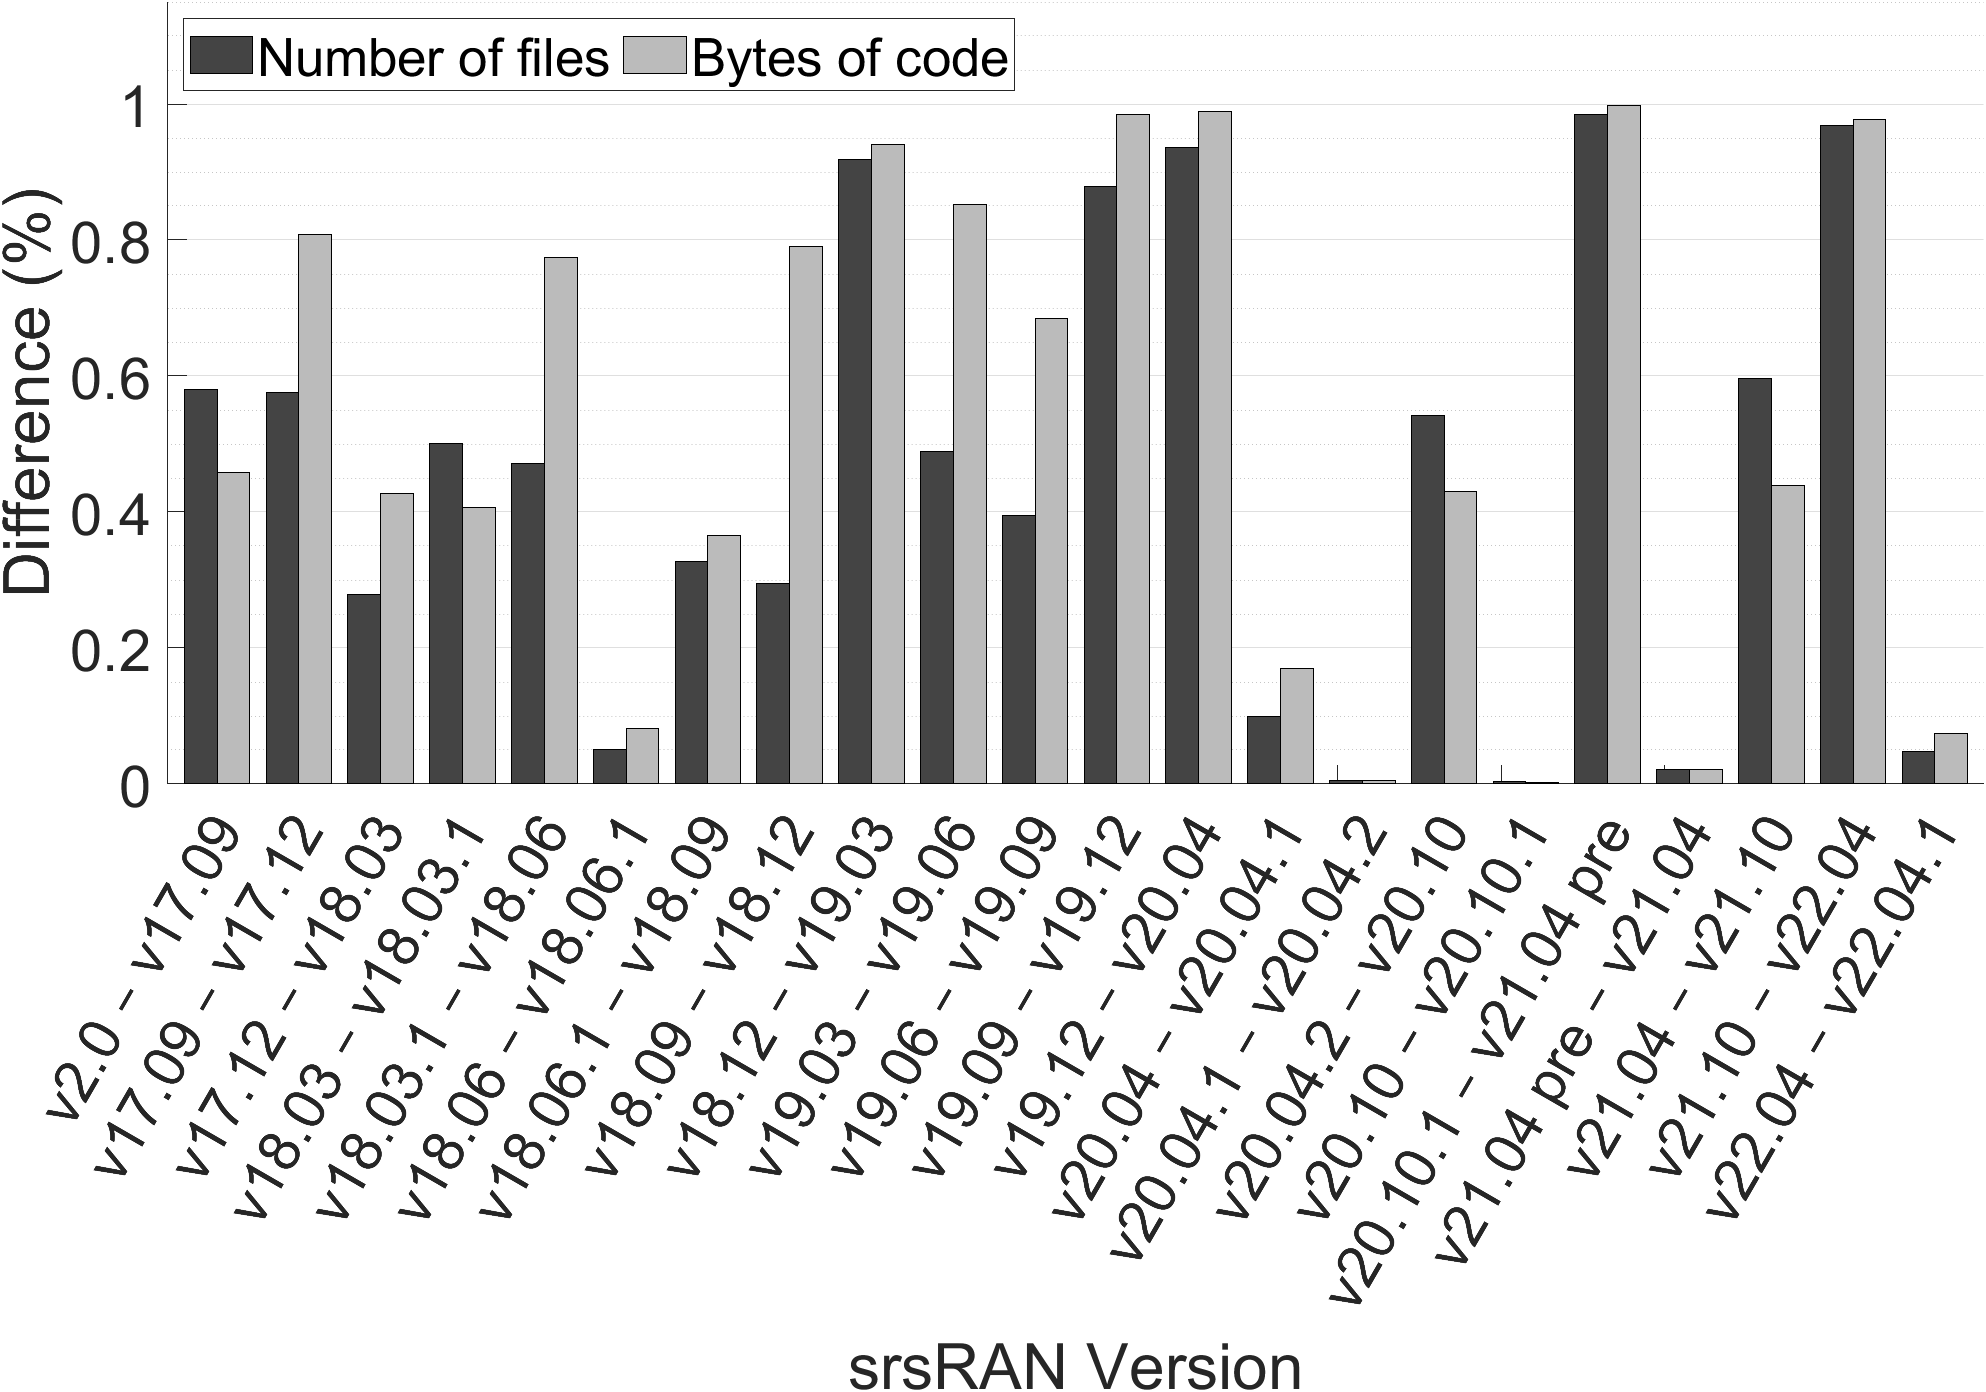 Number of files
Bytes of code
Difference (%)
1
0.8
0.6
0.4
0.2
0
v2.0 – v17.09
v17.09 – v17.12
v17.12 – v18.03
v18.03 – v18.03.1
v18.03.1 – v18.06
v18.06 – v18.06.1
v18.06.1 – v18.09
v18.09 – v18.12
v18.12 – v19.03
v19.03 – v19.06
v19.06 – v19.09
v19.09 – v19.12
v19.12 – v20.04
v20.04 – v20.04.1
v20.04.1 – v20.04.2
v20.04.2 – v20.10
v20.10 – v20.10.1
v20.10.1 – v21.04 pre
v21.04 pre – v21.04
v21.04 – v21.10
v21.10 – v22.04
v22.04 – v22.04.1
srsRAN Version